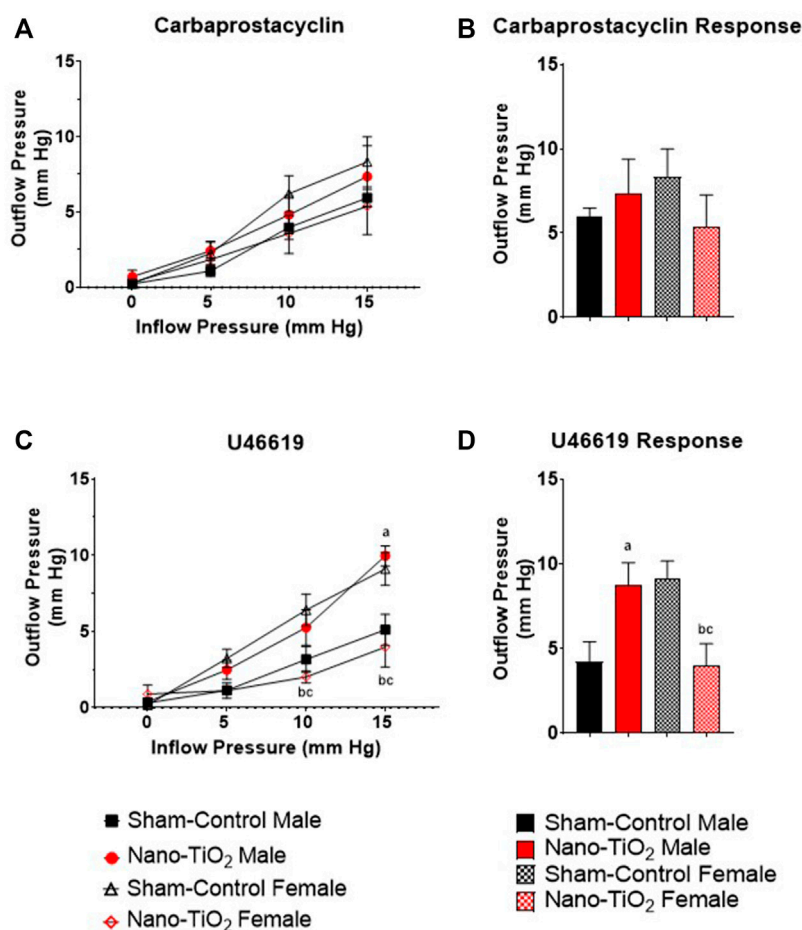 A
Carbaprostacyclin
15
10
5
0
Outflow Pressure
(mm Hg)
0 5 10 15
Inflow Pressure (mm Hg)
B
Carbaprostacyclin Response
15
10
5
0
Outflow Pressure
(mm Hg)
C
U46619
15
10
5
0
Outflow Pressure
(mm Hg)
a
bc
bc
0 5 10 15
Inflow Pressure (mm Hg)
D
U46619 Response
15
10
5
0
Outflow Pressure
(mm Hg)
a
bc
Sham-Control Male
Nano-TiO₂ Male
Sham-Control Female
Nano-TiO₂ Female
Sham-Control Male
Nano-TiO₂ Male
Sham-Control Female
Nano-TiO₂ Female